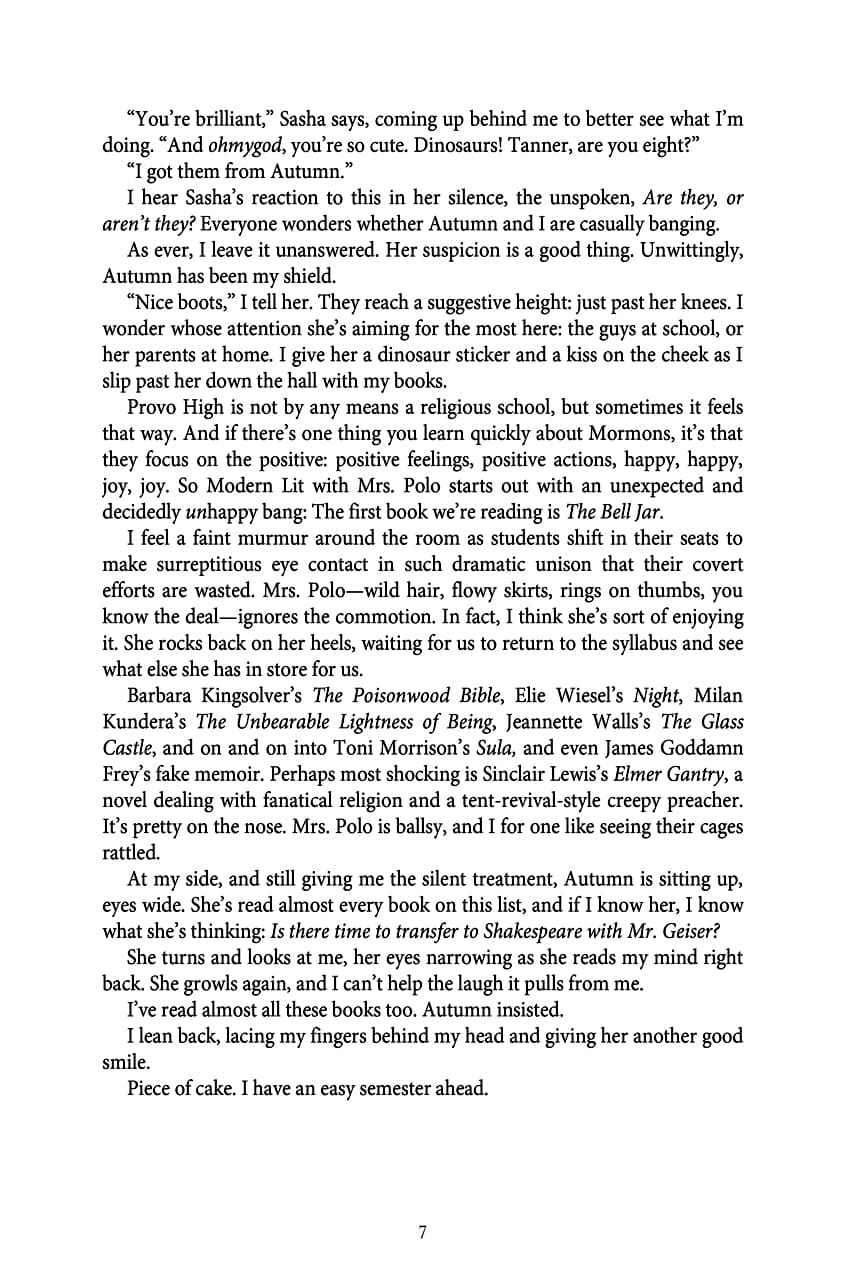 “You’re brilliant,” Sasha says, coming up behind me to better see what I’m
doing. “And ohmygod, you’re so cute. Dinosaurs! Tanner, are you eight?”
“I got them from Autumn.”
I hear Sasha’s reaction to this in her silence, the unspoken, Are they, or
aren’t they? Everyone wonders whether Autumn and I are casually banging.
As ever, I leave it unanswered. Her suspicion is a good thing. Unwittingly,
Autumn has been my shield.
“Nice boots,” I tell her. They reach a suggestive height: just past her knees. I
wonder whose attention she’s aiming for the most here: the guys at school, or
her parents at home. I give her a dinosaur sticker and a kiss on the cheek as I
slip past her down the hall with my books.
Provo High is not by any means a religious school, but sometimes it feels
that way. And if there’s one thing you learn quickly about Mormons, it’s that
they focus on the positive: positive feelings, positive actions, happy, happy,
joy, joy. So Modern Lit with Mrs. Polo starts out with an unexpected and
decidedly unhappy bang: The first book we’re reading is The Bell Jar.
I feel a faint murmur around the room as students shift in their seats to
make surreptitious eye contact in such dramatic unison that their covert
efforts are wasted. Mrs. Polo—wild hair, flowy skirts, rings on thumbs, you
know the deal—ignores the commotion. In fact, I think she’s sort of enjoying
it. She rocks back on her heels, waiting for us to return to the syllabus and see
what else she has in store for us.
Barbara Kingsolver’s The Poisonwood Bible, Elie Wiesel’s Night, Milan
Kundera’s The Unbearable Lightness of Being, Jeannette Walls’s The Glass
Castle, and on and on into Toni Morrison’s Sula, and even James Goddamn
Frey’s fake memoir. Perhaps most shocking is Sinclair Lewis’s Elmer Gantry, a
novel dealing with fanatical religion and a tent-revival-style creepy preacher.
It’s pretty on the nose. Mrs. Polo is ballsy, and I for one like seeing their cages
rattled.
At my side, and still giving me the silent treatment, Autumn is sitting up,
eyes wide. She’s read almost every book on this list, and if I know her, I know
what she’s thinking: Is there time to transfer to Shakespeare with Mr. Geiser?
She turns and looks at me, her eyes narrowing as she reads my mind right
back. She growls again, and I can’t help the laugh it pulls from me.
I’ve read almost all these books too. Autumn insisted.
I lean back, lacing my fingers behind my head and giving her another good
smile.
Piece of cake. I have an easy semester ahead.
7